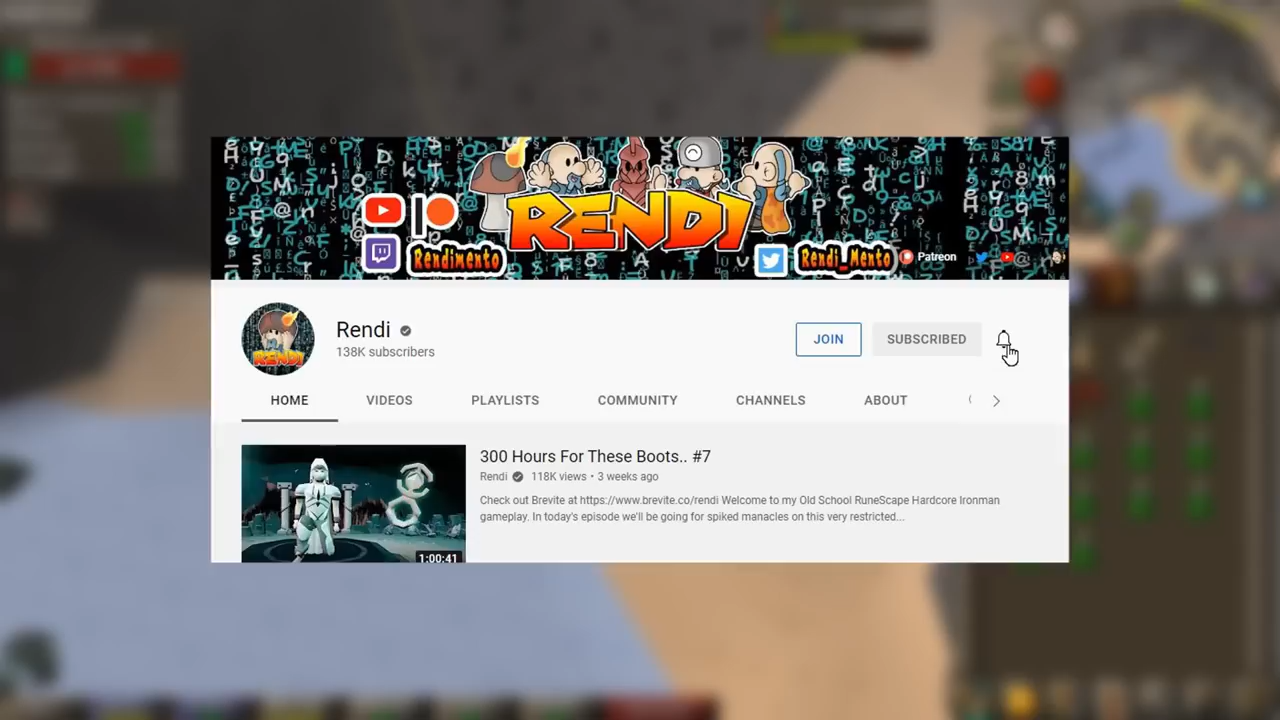 RENDI
Rendimento
Rendi_Mento
Patreon
RENDI
Rendi
138K subscribers
JOIN
SUBSCRIBED
HOME
VIDEOS
PLAYLISTS
COMMUNITY
CHANNELS
ABOUT
300 Hours For These Boots.. #7
Rendi 118K views • 3 weeks ago
Check out Brevite at https://www.brevite.co/rendi Welcome to my Old School RuneScape Hardcore Ironman
gameplay. In today's episode we'll be going for spiked manacles on this very restricted...
1:00:41